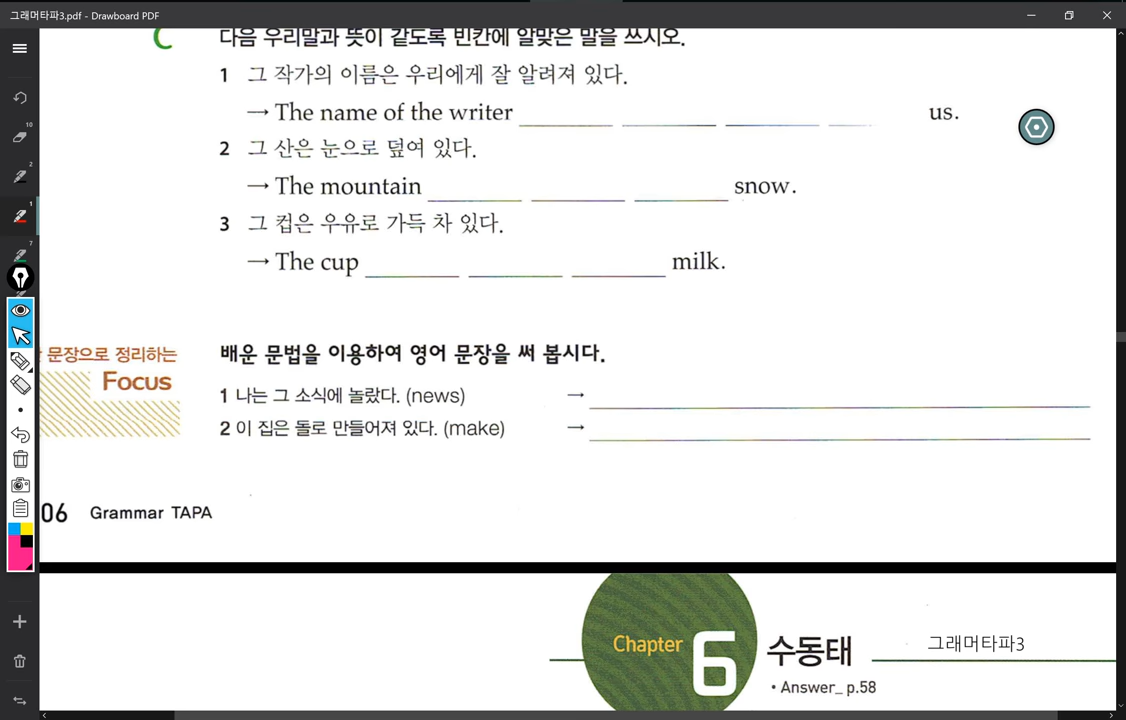 그래머타파3.pdf - Drawboard PDF
C 다음 우리말과 뜻이 같도록 빈칸에 알맞은 말을 쓰시오.
1 그 작가의 이름은 우리에게 잘 알려져 있다.
→ The name of the writer us.
2 그 산은 눈으로 덮여 있다.
→ The mountain snow.
3 그 컵은 우유로 가득 차 있다.
→ The cup milk.
문장으로 정리하는
Focus
배운 문법을 이용하여 영어 문장을 써 봅시다.
1 나는 그 소식에 놀랐다. (news) →
2 이 집은 돌로 만들어져 있다. (make) →
06 Grammar TAPA
Chapter 6 수동태 그래머타파3
• Answer_ p.58
10
2
1
7